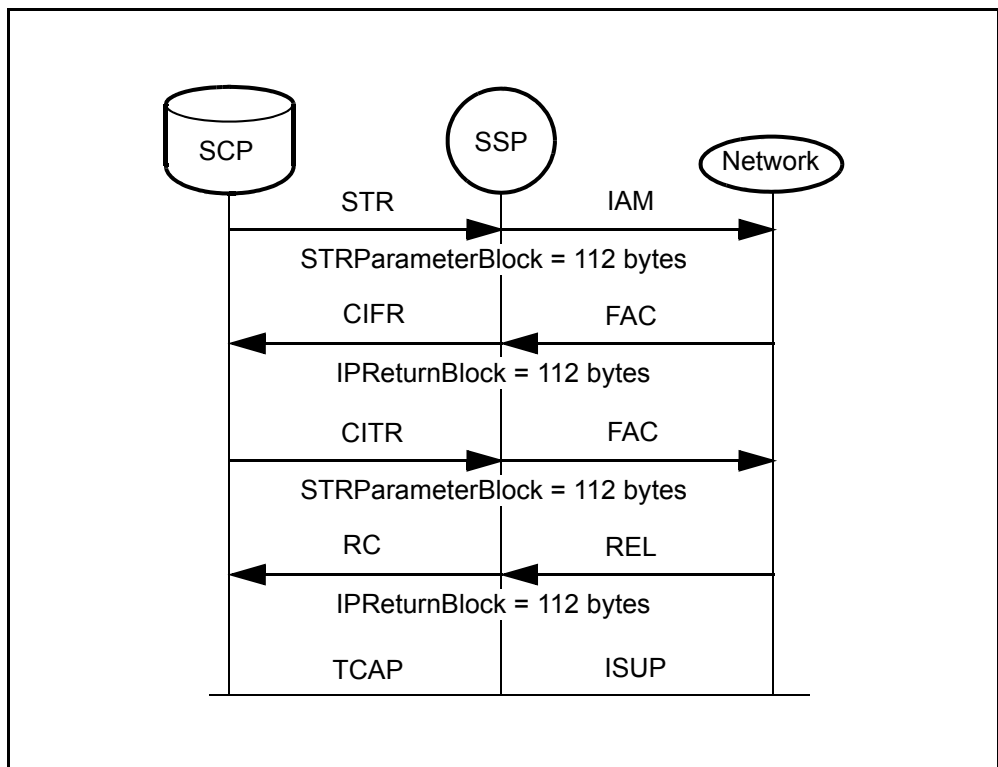 SCP
SSP
Network
STR
IAM
STRParameterBlock = 112 bytes
CIFR
FAC
IPReturnBlock = 112 bytes
CITR
FAC
STRParameterBlock = 112 bytes
RC
REL
IPReturnBlock = 112 bytes
TCAP
ISUP